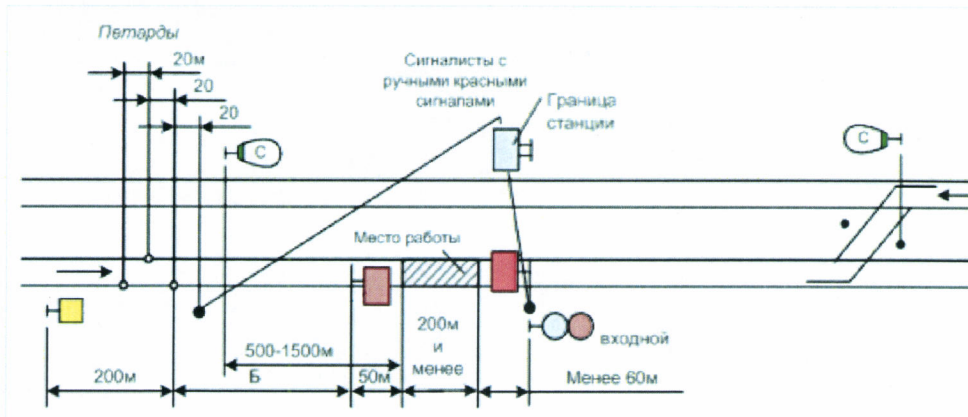 Петарды
20м
20
20
Сигналисты с
ручными красными
сигналами
Граница
станции
С
С
Место работы
входной
500-1500м
200м
и
менее
200м
Б
50м
Менее 60м